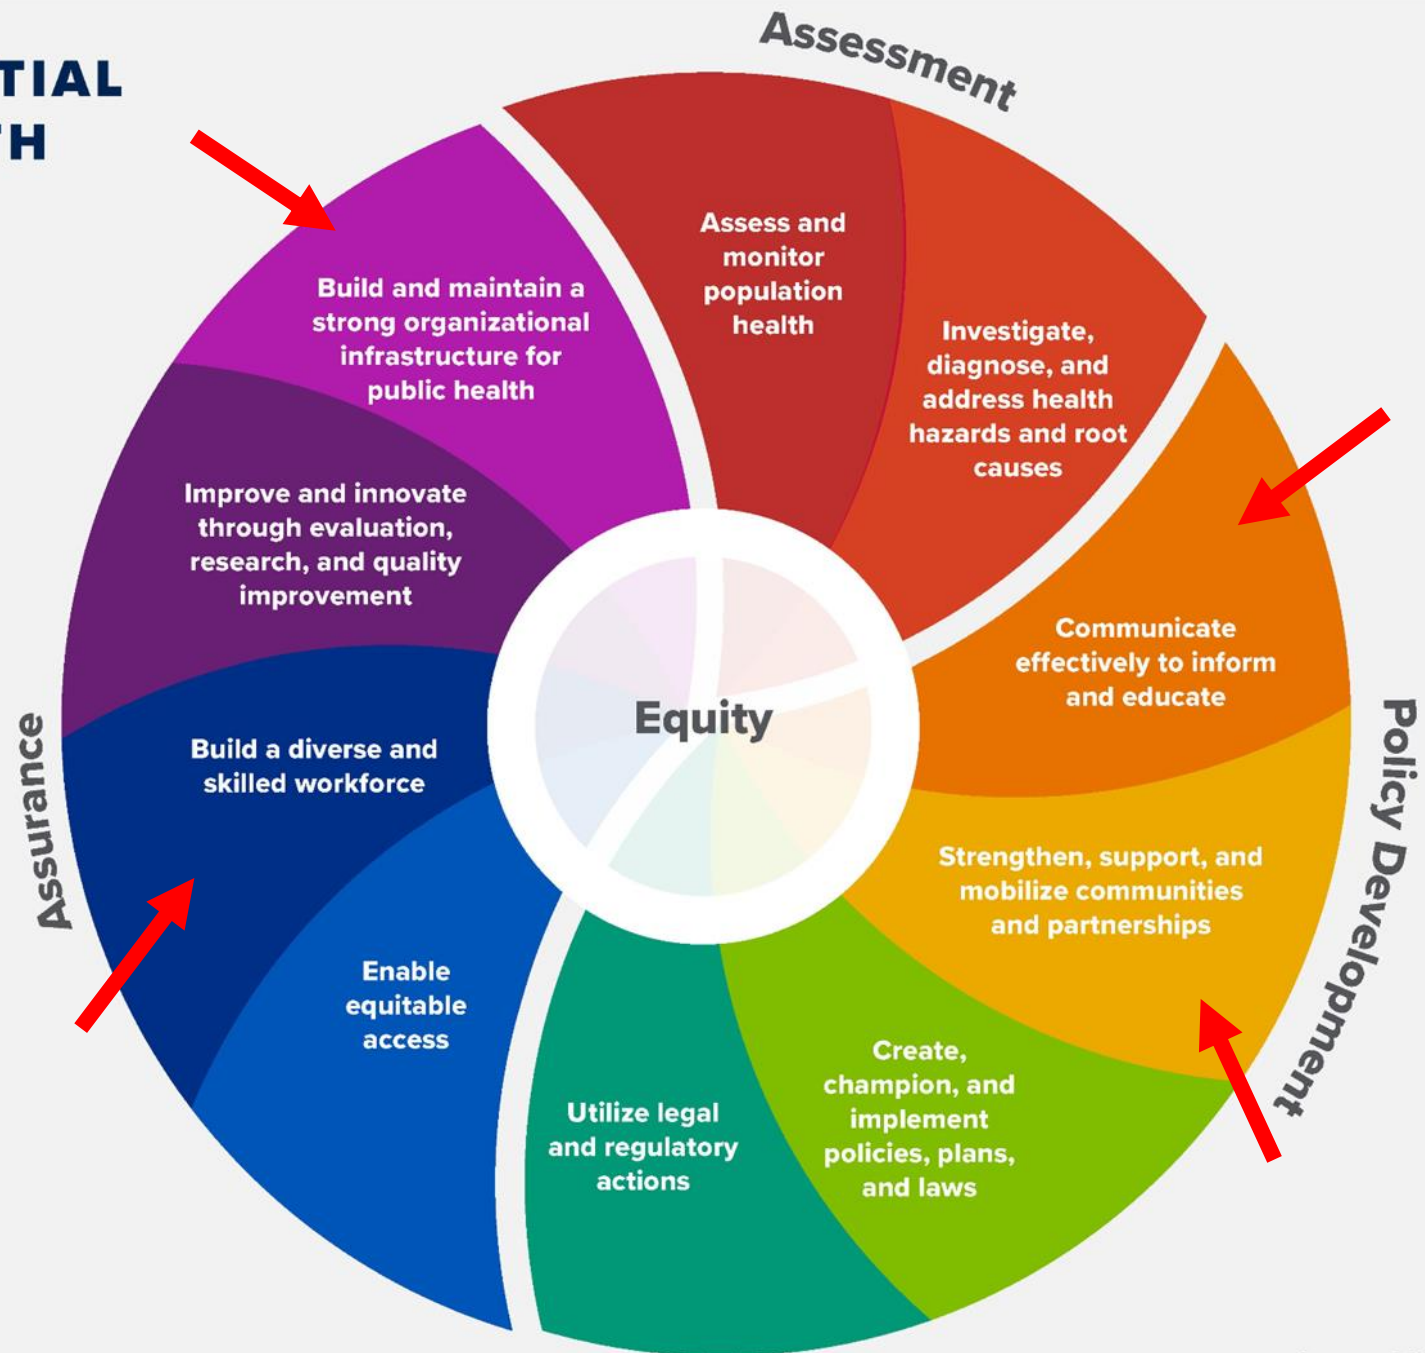 TIAL
TH
Assessment
Assess and
monitor
population
health
Investigate,
diagnose, and
address health
hazards and root
causes
Communicate
effectively to inform
and educate
Strengthen, support, and
mobilize communities
and partnerships
Policy Development
Create,
champion, and
implement
policies, plans,
and laws
Utilize legal
and regulatory
actions
Enable
equitable
access
Build a diverse and
skilled workforce
Assurance
Improve and innovate
through evaluation,
research, and quality
improvement
Build and maintain a
strong organizational
infrastructure for
public health
Equity